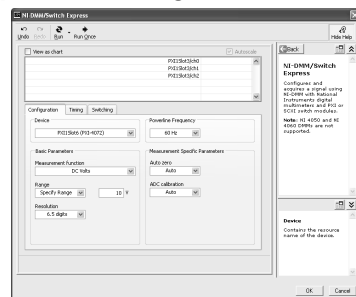 NI DMM/Switch Express
Undo Redo Run Run Once Hide Help
View as chart Autoscale
PXI1Slot3/ch0
PXI1Slot3/ch1
PXI1Slot3/ch2
Configuration Timing Switching
Device
PXI1Slot6 (PXI-4072)
Powerline Frequency
60 Hz
Basic Parameters
Measurement Function
DC Volts
Range
Specify Range 10 V
Resolution
6.5 digits
Measurement Specific Parameters
Auto zero
Auto
ADC calibration
Auto
Back
NI-DMM/Switch
Express
Configures and
acquires a signal using
NI-DMM with National
Instruments digital
multimeters and PXI or
SCXI switch modules.
Note: NI 4050 and NI
4060 DMMs are not
supported.
Device
Contains the resource
name of the device.
OK Cancel